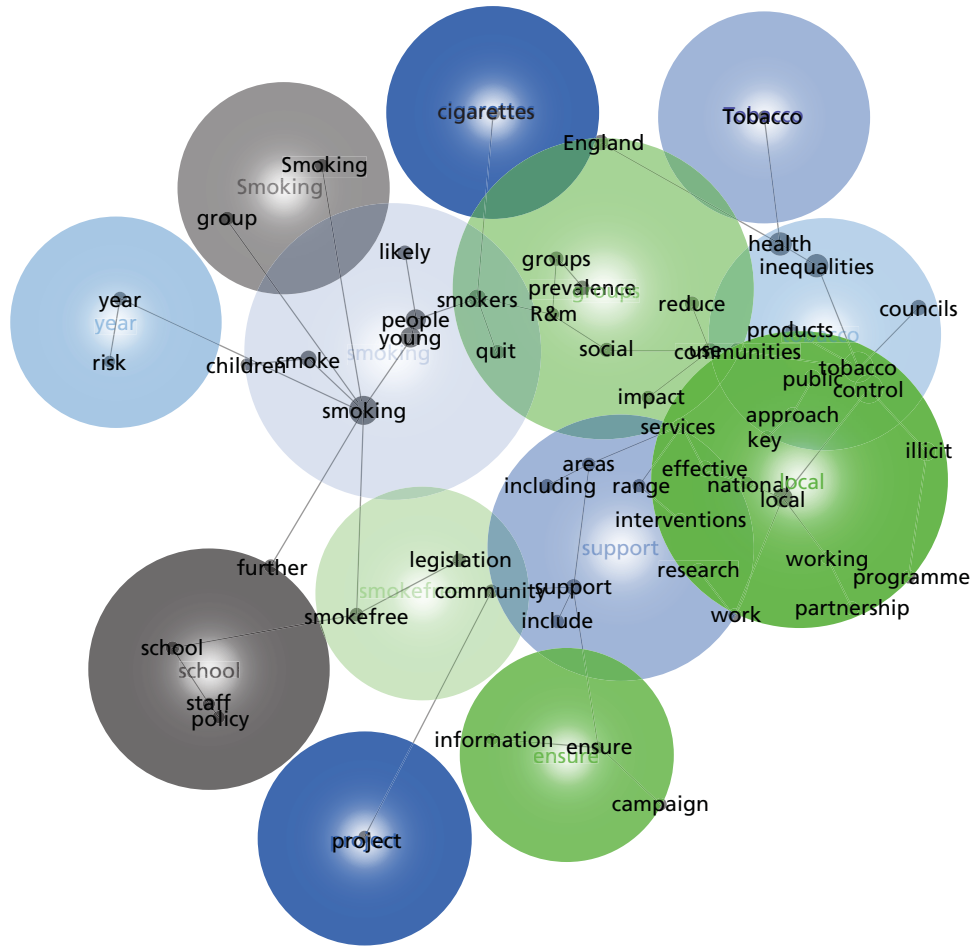 cigarettes
Tobacco
England
Smoking
Smoking
group
likely
health
inequalities
groups
prevalence
groups
year
year
smokers
R&m
reduce
councils
people
young
smoking
quit
social
products
communities
use
risk
children
smoke
tobacco
public
control
smoking
impact
services
approach
key
illicit
areas
including
range
effective
national
local
local
interventions
support
legislation
working
further
research
programme
smokefree
community
support
smokefree
include
work
partnership
school
school
staff
policy
information
ensure
ensure
campaign
project
project